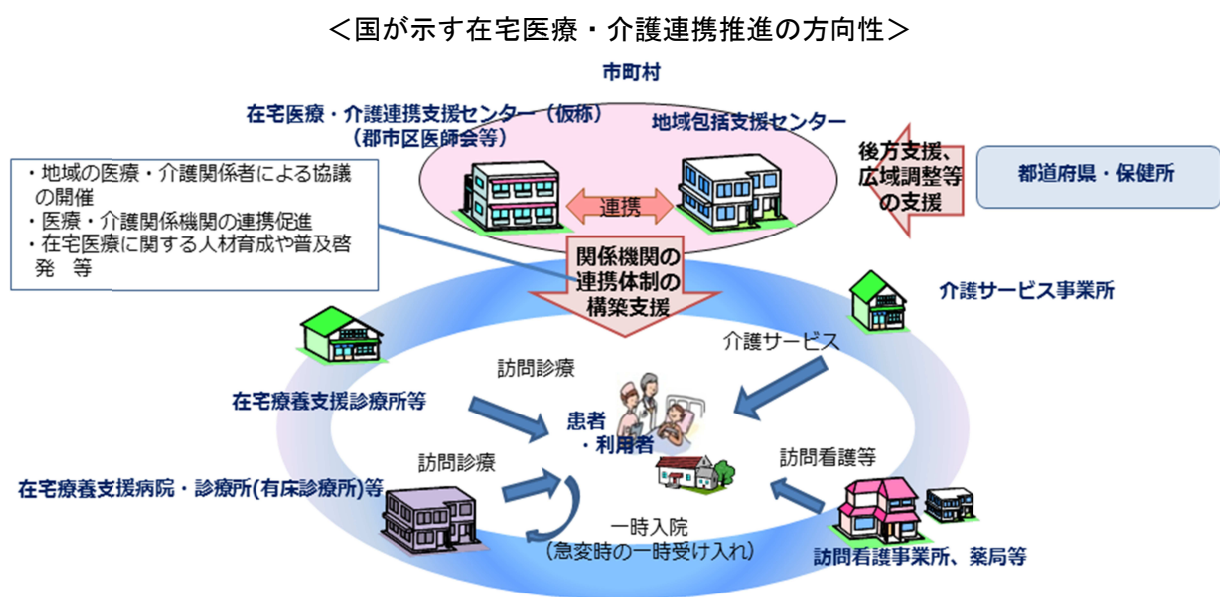 ＜国が示す在宅医療・介護連携推進の方向性＞
市町村
在宅医療・介護連携支援センター（仮称）
（郡市区医師会等）
地域包括支援センター
連携
後方支援、
広域調整等
の支援
都道府県・保健所
・地域の医療・介護関係者による協議
の開催
・医療・介護関係機関の連携促進
・在宅医療に関する人材育成や普及啓
発　等
関係機関の
連携体制の
構築支援
介護サービス事業所
介護サービス
訪問診療
在宅療養支援診療所等
患者
・利用者
訪問診療
訪問看護等
在宅療養支援病院・診療所(有床診療所)等
一時入院
（急変時の一時受け入れ）
訪問看護事業所、薬局等